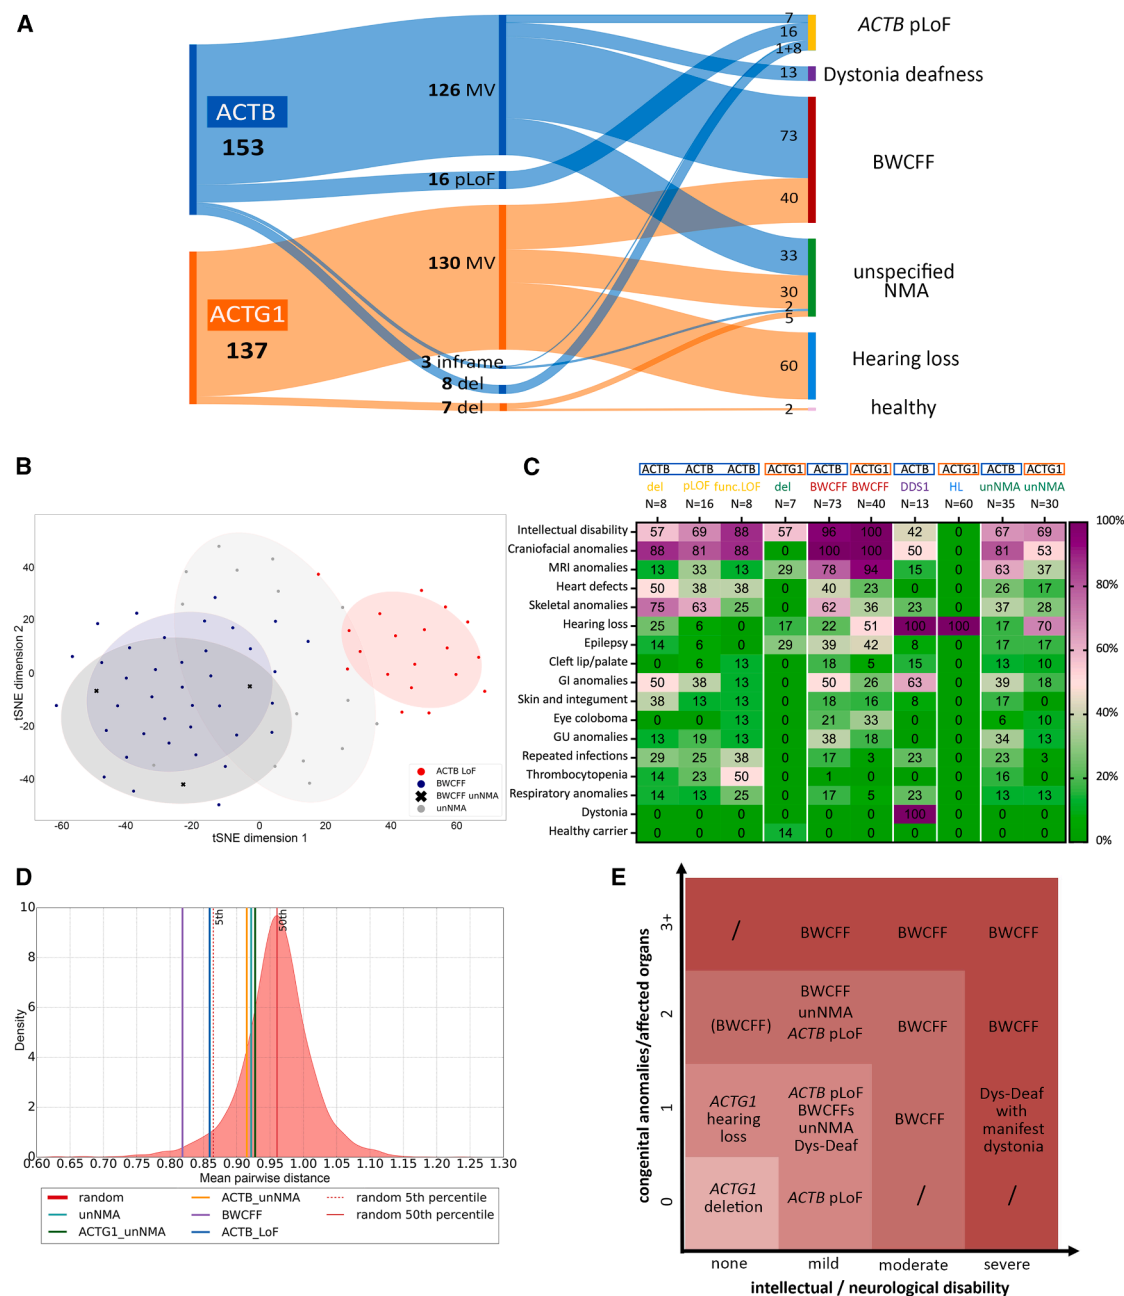 A
ACTB
153
ACTG1
137
126 MV
16 pLoF
130 MV
3 inframe
8 del
7 del
7
16
1+8
13
73
40
33
30
2
5
60
2
ACTB pLoF
Dystonia deafness
BWCFF
unspecified
NMA
Hearing loss
healthy
B
tSNE dimension 2
40
20
0
-20
-40
-60 -40 -20 0 20 40 60
tSNE dimension 1
ACTB LoF
BWCFF
BWCFF unNMA
unNMA
C
ACTB ACTB ACTB ACTG1 ACTB ACTG1 ACTB ACTG1 ACTB ACTG1
del pLOF func.LOF del BWCFF BWCFF DDS1 HL unNMA unNMA
N=8 N=16 N=8 N=7 N=73 N=40 N=13 N=60 N=35 N=30
Intellectual disability 57 69 88 57 96 100 42 0 67 69
Craniofacial anomalies 88 81 88 0 100 100 50 0 81 53
MRI anomalies 13 33 13 29 78 94 15 0 63 37
Heart defects 50 38 38 0 40 23 0 0 26 17
Skeletal anomalies 75 63 25 0 62 36 23 0 37 28
Hearing loss 25 6 0 17 22 51 100 100 17 70
Epilepsy 14 6 0 29 39 42 8 0 17 17
Cleft lip/palate 0 6 13 0 18 5 15 0 13 10
GI anomalies 50 38 13 0 50 26 63 0 39 18
Skin and integument 38 13 13 0 18 16 8 0 17 0
Eye coloboma 0 0 13 0 21 33 0 0 6 10
GU anomalies 13 19 13 0 38 18 0 0 34 13
Repeated infections 29 25 38 0 17 3 23 0 23 3
Thrombocytopenia 14 23 50 0 1 0 0 0 16 0
Respiratory anomalies 14 13 25 0 17 5 23 0 13 13
Dystonia 0 0 0 0 0 0 100 0 0 0
Healthy carrier 0 0 0 14 0 0 0 0 0 0
100%
80%
60%
40%
20%
0%
D
Density
10
8
6
4
2
0
5th
50th
0.60 0.65 0.70 0.75 0.80 0.85 0.90 0.95 1.00 1.05 1.10 1.15 1.20 1.25 1.30
Mean pairwise distance
random
unNMA
ACTG1_unNMA
ACTB_unNMA
BWCFF
ACTB_LoF
random 5th percentile
random 50th percentile
E
congenital anomalies/affected organs
3+
2
1
0
/
BWCFF
BWCFF
BWCFF
(BWCFF)
BWCFF
unNMA
ACTB pLoF
BWCFF
BWCFF
ACTG1
hearing
loss
ACTB pLoF
BWCFFs
unNMA
Dys-Deaf
BWCFF
Dys-Deaf
with
manifest
dystonia
ACTG1
deletion
ACTB pLoF
/
/
none mild moderate severe
intellectual / neurological disability